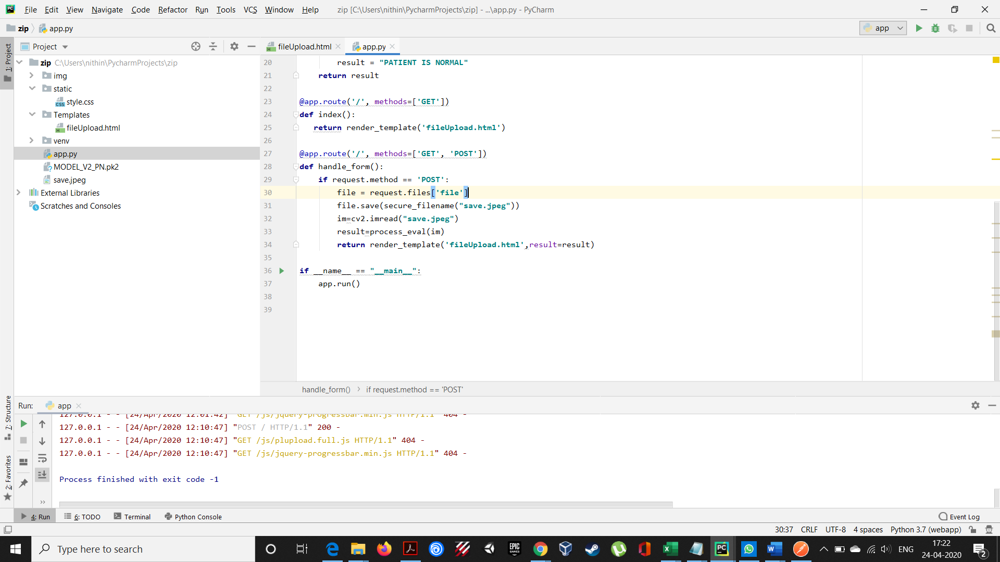 File Edit View Navigate Code Refactor Run Tools VCS Window Help zip [C:\Users\nithin\PycharmProjects\zip] - ...\app.py - PyCharm
zip app.py
app
Project
fileUpload.html
app.py
1: Project
zip C:\Users\nithin\PycharmProjects\zip
img
static
style.css
Templates
fileUpload.html
venv
app.py
MODEL_V2_PN.pk2
save.jpeg
External Libraries
Scratches and Consoles
20 result = "PATIENT IS NORMAL"
21 return result
22
23 @app.route('/', methods=['GET'])
24 def index():
25 return render_template('fileUpload.html')
26
27 @app.route('/', methods=['GET', 'POST'])
28 def handle_form():
29 if request.method == 'POST':
30 file = request.files['file']
31 file.save(secure_filename("save.jpeg"))
32 im=cv2.imread("save.jpeg")
33 result=process_eval(im)
34 return render_template('fileUpload.html',result=result)
35
36 if __name__ == "__main__":
37 app.run()
38
39
handle_form() › if request.method == 'POST'
7: Structure
2: Favorites
Run: app
127.0.0.1 - - [24/Apr/2020 12:01:42] "GET /js/jquery-progressbar.min.js HTTP/1.1" 404 -
127.0.0.1 - - [24/Apr/2020 12:10:47] "POST / HTTP/1.1" 200 -
127.0.0.1 - - [24/Apr/2020 12:10:47] "GET /js/plupload.full.js HTTP/1.1" 404 -
127.0.0.1 - - [24/Apr/2020 12:10:47] "GET /js/jquery-progressbar.min.js HTTP/1.1" 404 -
Process finished with exit code -1
4: Run 6: TODO Terminal Python Console Event Log
30:37 CRLF UTF-8 4 spaces Python 3.7 (webapp)
Type here to search
ENG
17:22
24-04-2020
2